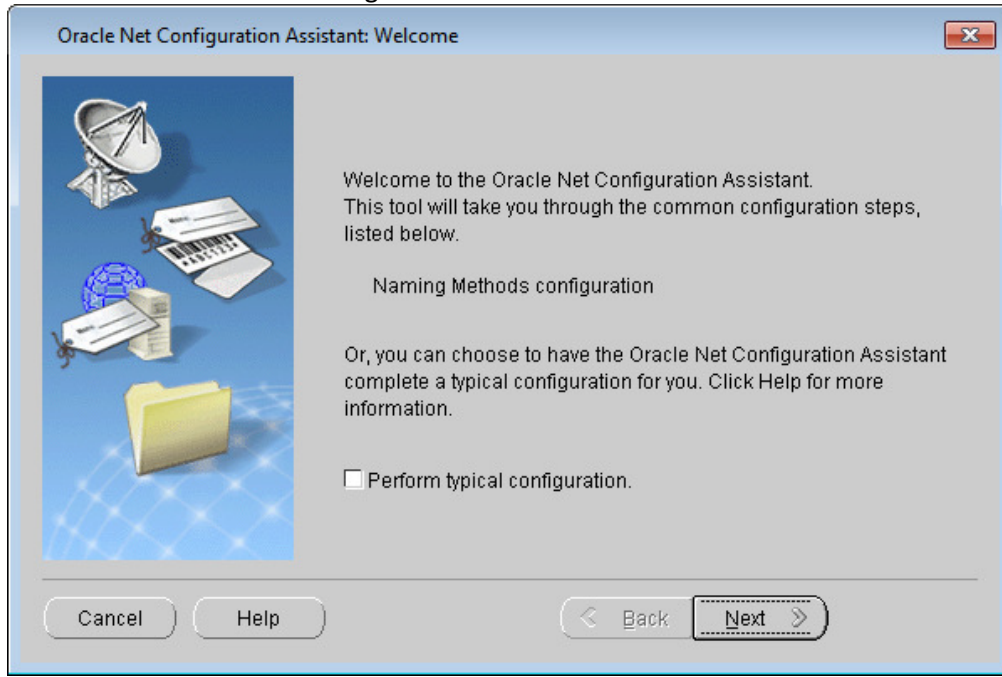 Oracle Net Configuration Assistant: Welcome
Welcome to the Oracle Net Configuration Assistant.
This tool will take you through the common configuration steps,
listed below.
Naming Methods configuration
Or, you can choose to have the Oracle Net Configuration Assistant
complete a typical configuration for you. Click Help for more
information.
Perform typical configuration.
Cancel Help Back Next